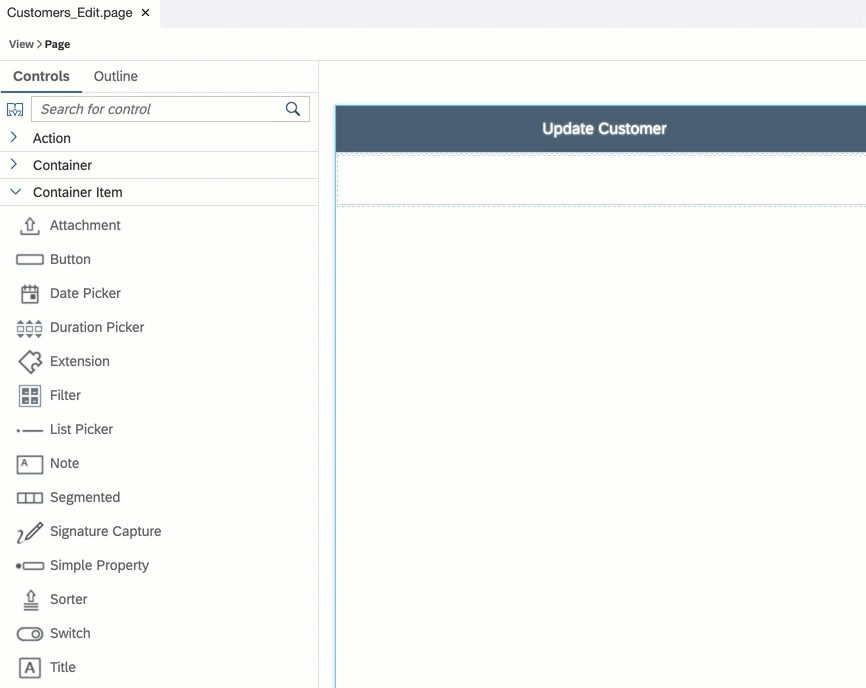 Customers_Edit.page ×
View > Page
Controls Outline
Search for control
Action
Container
Container Item
Attachment
Button
Date Picker
Duration Picker
Extension
Filter
List Picker
A Note
Segmented
Signature Capture
Simple Property
Sorter
Switch
A Title
Update Customer